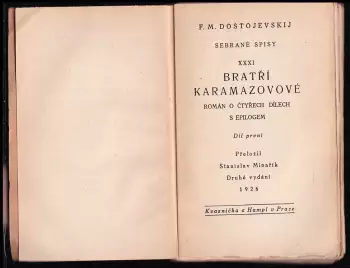 F. M. DOSTOJEVSKIJ
SEBRANÉ SPISY
XXXI
BRATŘÍ
KARAMAZOVOVÉ
ROMÁN O ČTYŘECH DÍLECH
S EPILOGEM
Díl první
Přeložil
Stanislav Minařík
Druhé vydání
1928
Kvasnička a Hampl v Praze